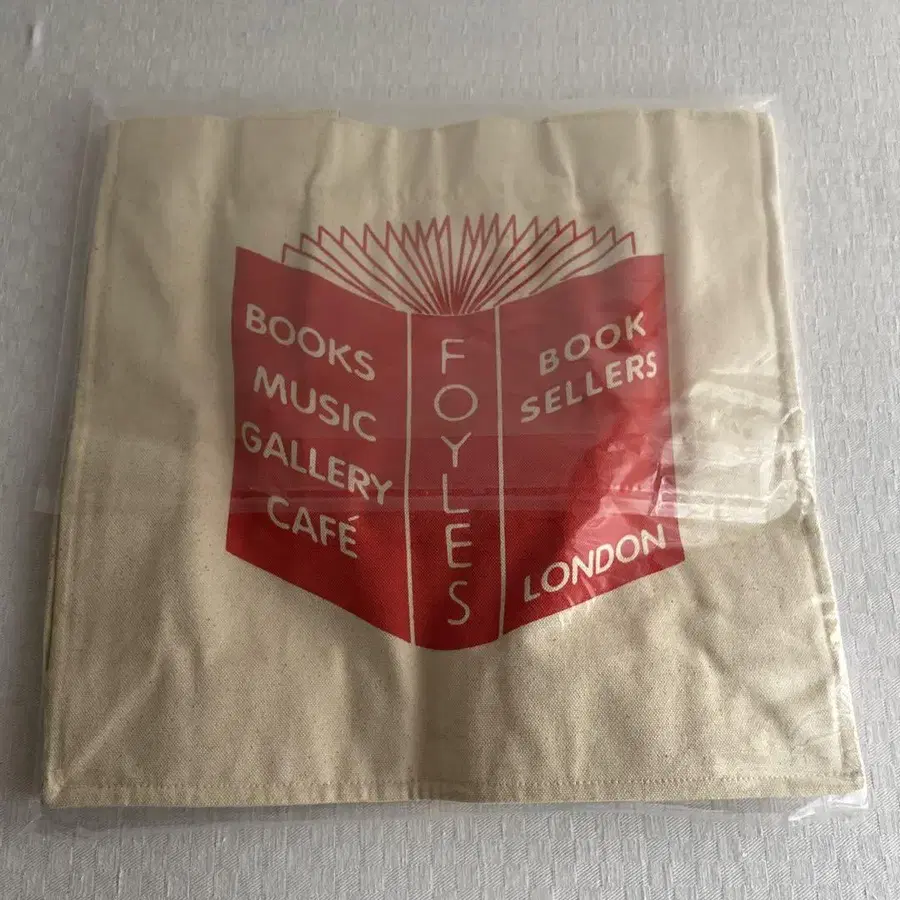 BOOKS
MUSIC
GALLERY
CAFÉ
FOYLES
BOOK
SELLERS
LONDON